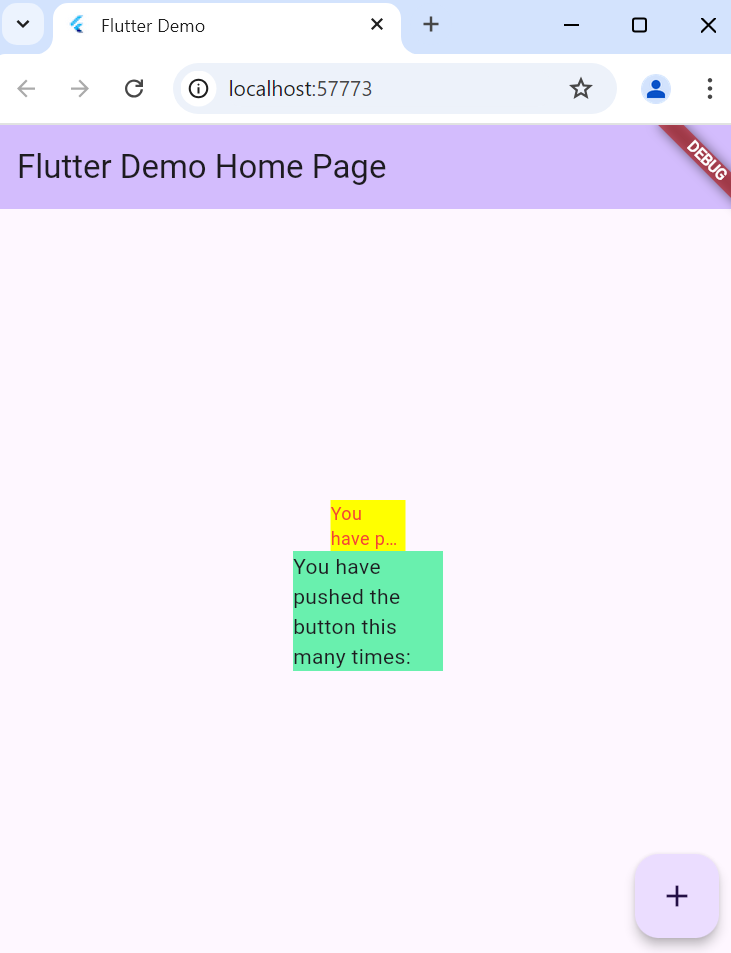 Flutter Demo
localhost:57773
Flutter Demo Home Page
DEBUG
You
have p...
You have
pushed the
button this
many times: